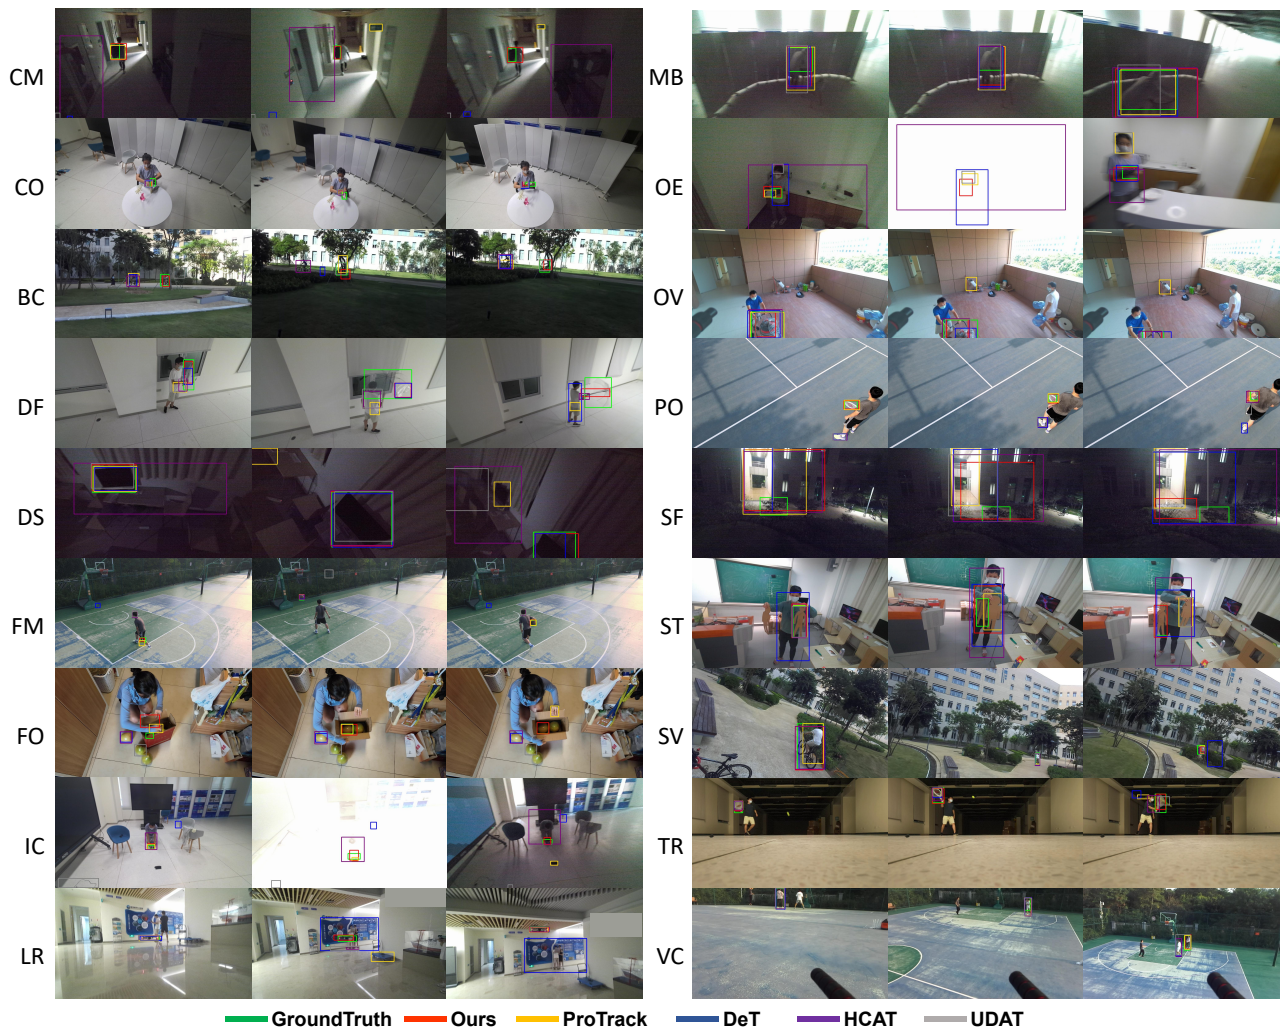 CM
CO
BC
DF
DS
FM
FO
IC
LR
MB
OE
OV
PO
SF
ST
SV
TR
VC
GroundTruth Ours ProTrack DeT HCAT UDAT